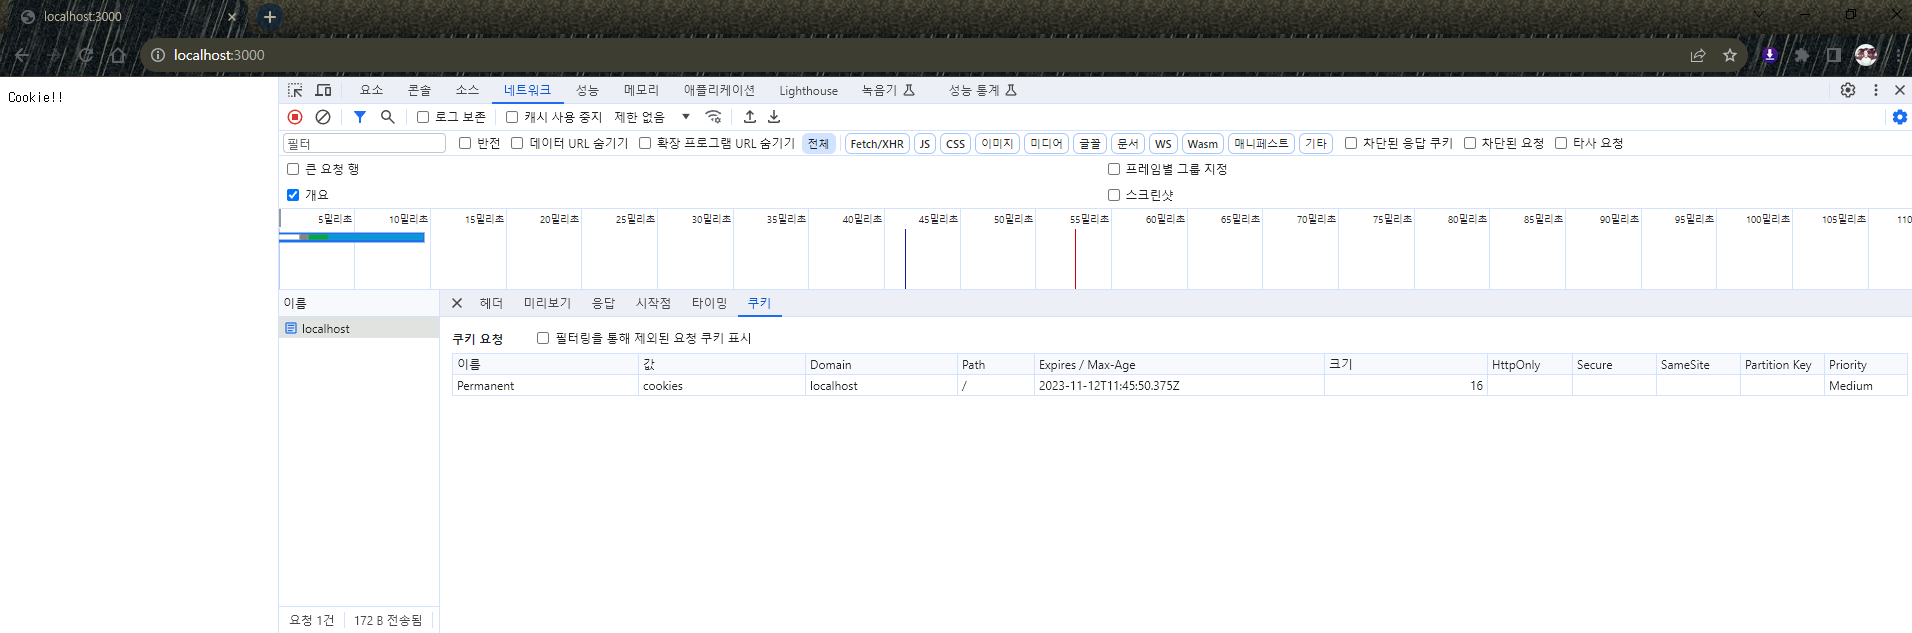 localhost:3000
localhost:3000
Cookie!!
요소 콘솔 소스 네트워크 성능 메모리 애플리케이션 Lighthouse 녹음기 성능 통계
로그 보존 캐시 사용 중지 제한 없음
필터 반전 데이터 URL 숨기기 확장 프로그램 URL 숨기기 전체 Fetch/XHR JS CSS 이미지 미디어 글꼴 문서 WS Wasm 매니페스트 기타 차단된 응답 쿠키 차단된 요청 타사 요청
큰 요청 행 프레임별 그룹 지정
개요 스크린샷
5밀리초 10밀리초 15밀리초 20밀리초 25밀리초 30밀리초 35밀리초 40밀리초 45밀리초 50밀리초 55밀리초 60밀리초 65밀리초 70밀리초 75밀리초 80밀리초 85밀리초 90밀리초 95밀리초 100밀리초 105밀리초 110
이름 헤더 미리보기 응답 시작점 타이밍 쿠키
localhost
쿠키 요청 필터링을 통해 제외된 요청 쿠키 표시
이름 값 Domain Path Expires / Max-Age 크기 HttpOnly Secure SameSite Partition Key Priority
Permanent cookies localhost / 2023-11-12T11:45:50.375Z 16 Medium
요청 1건 172 B 전송됨